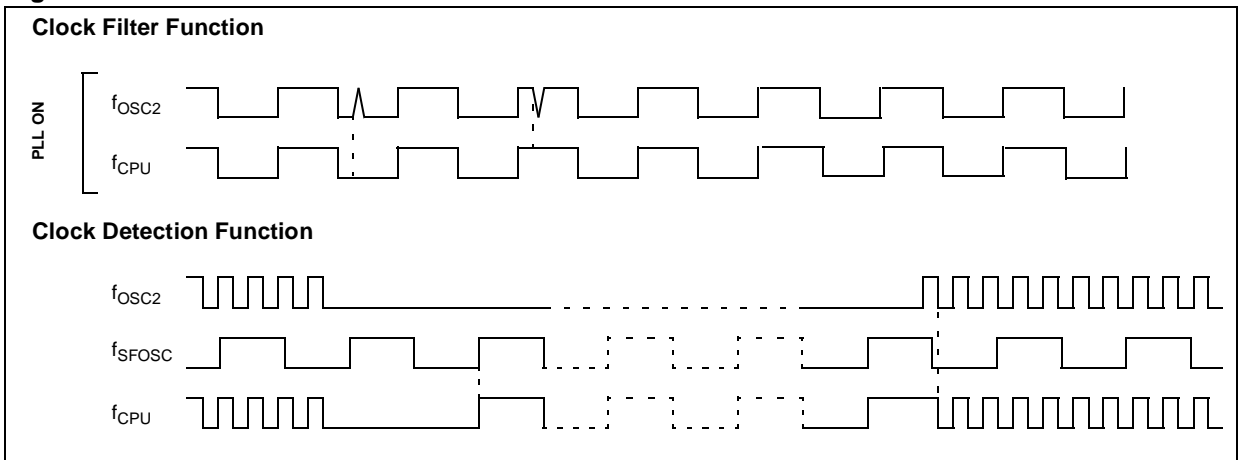 Clock Filter Function
PLL ON
fOSC2
fCPU
Clock Detection Function
fOSC2
fSFOSC
fCPU